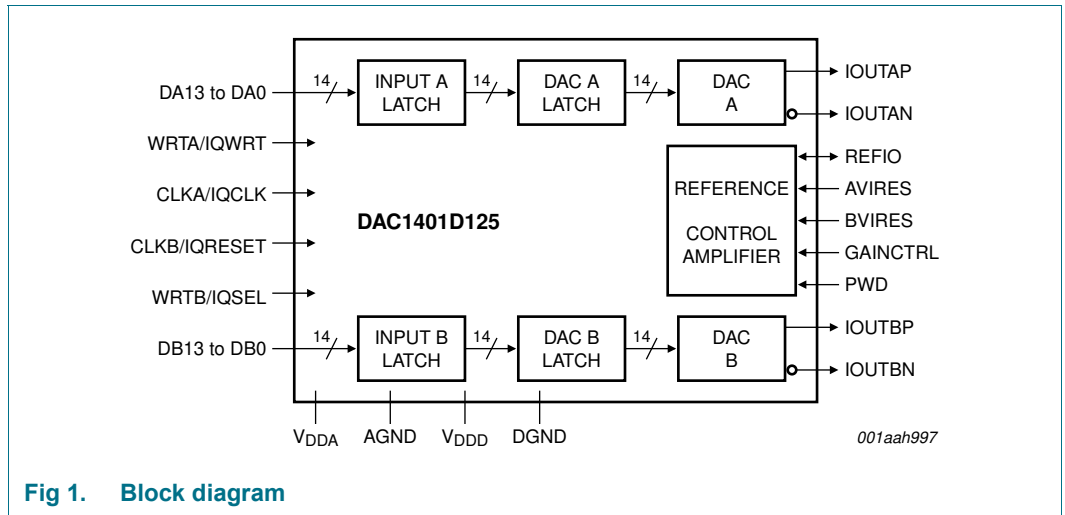 DA13 to DA0
14
INPUT A
LATCH
14
DAC A
LATCH
14
DAC
A
IOUTAP
IOUTAN
WRTA/IQWRT
CLKA/IQCLK
CLKB/IQRESET
WRTB/IQSEL
DAC1401D125
REFERENCE
CONTROL
AMPLIFIER
REFIO
AVIRES
BVIRES
GAINCTRL
PWD
DB13 to DB0
14
INPUT B
LATCH
14
DAC B
LATCH
14
DAC
B
IOUTBP
IOUTBN
VDDA
AGND
VDDD
DGND
001aah997
Fig 1. Block diagram